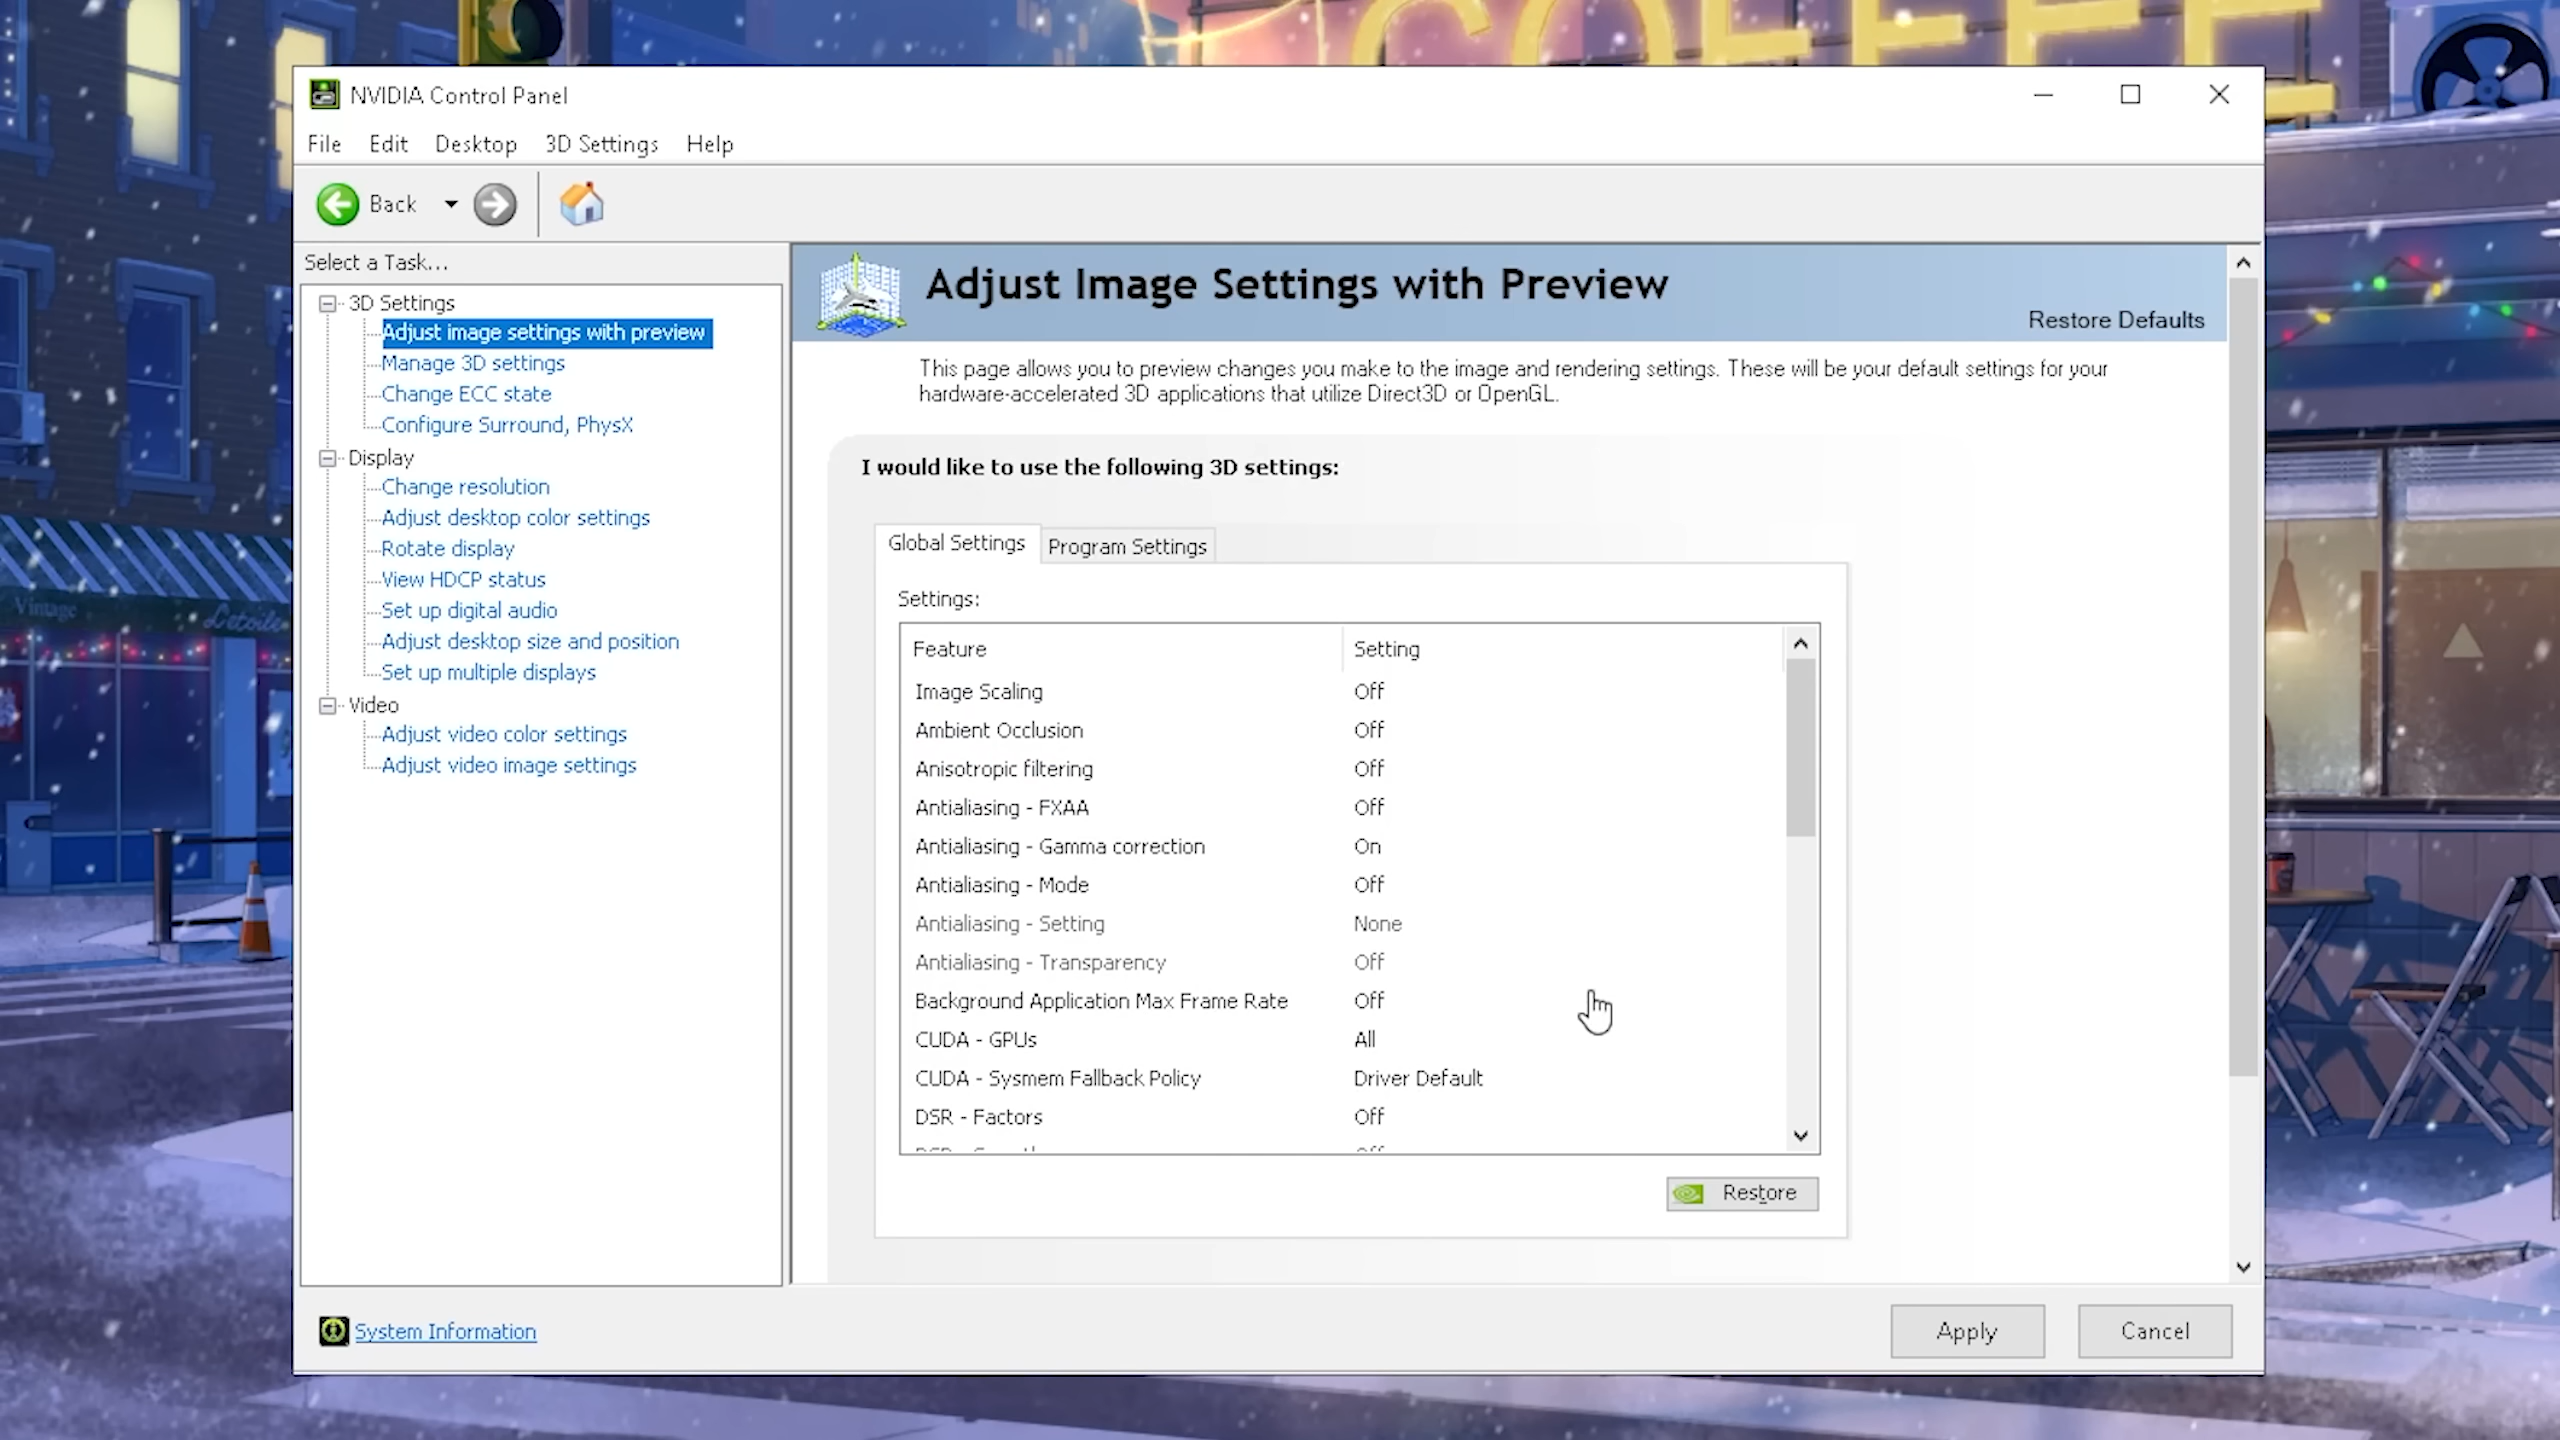 COFFEE
NVIDIA Control Panel
File Edit Desktop 3D Settings Help
Back
Select a Task...
3D Settings
Adjust image settings with preview
Manage 3D settings
Change ECC state
Configure Surround, PhysX
Display
Change resolution
Adjust desktop color settings
Rotate display
View HDCP status
Set up digital audio
Adjust desktop size and position
Set up multiple displays
Video
Adjust video color settings
Adjust video image settings
Vintage
L'etoile
Adjust Image Settings with Preview
Restore Defaults
This page allows you to preview changes you make to the image and rendering settings. These will be your default settings for your
hardware-accelerated 3D applications that utilize Direct3D or OpenGL.
I would like to use the following 3D settings:
Global Settings Program Settings
Settings:
Feature Setting
Image Scaling Off
Ambient Occlusion Off
Anisotropic filtering Off
Antialiasing - FXAA Off
Antialiasing - Gamma correction On
Antialiasing - Mode Off
Antialiasing - Setting None
Antialiasing - Transparency Off
Background Application Max Frame Rate Off
CUDA - GPUs All
CUDA - Sysmem Fallback Policy Driver Default
DSR - Factors Off
Restore
System Information
Apply Cancel